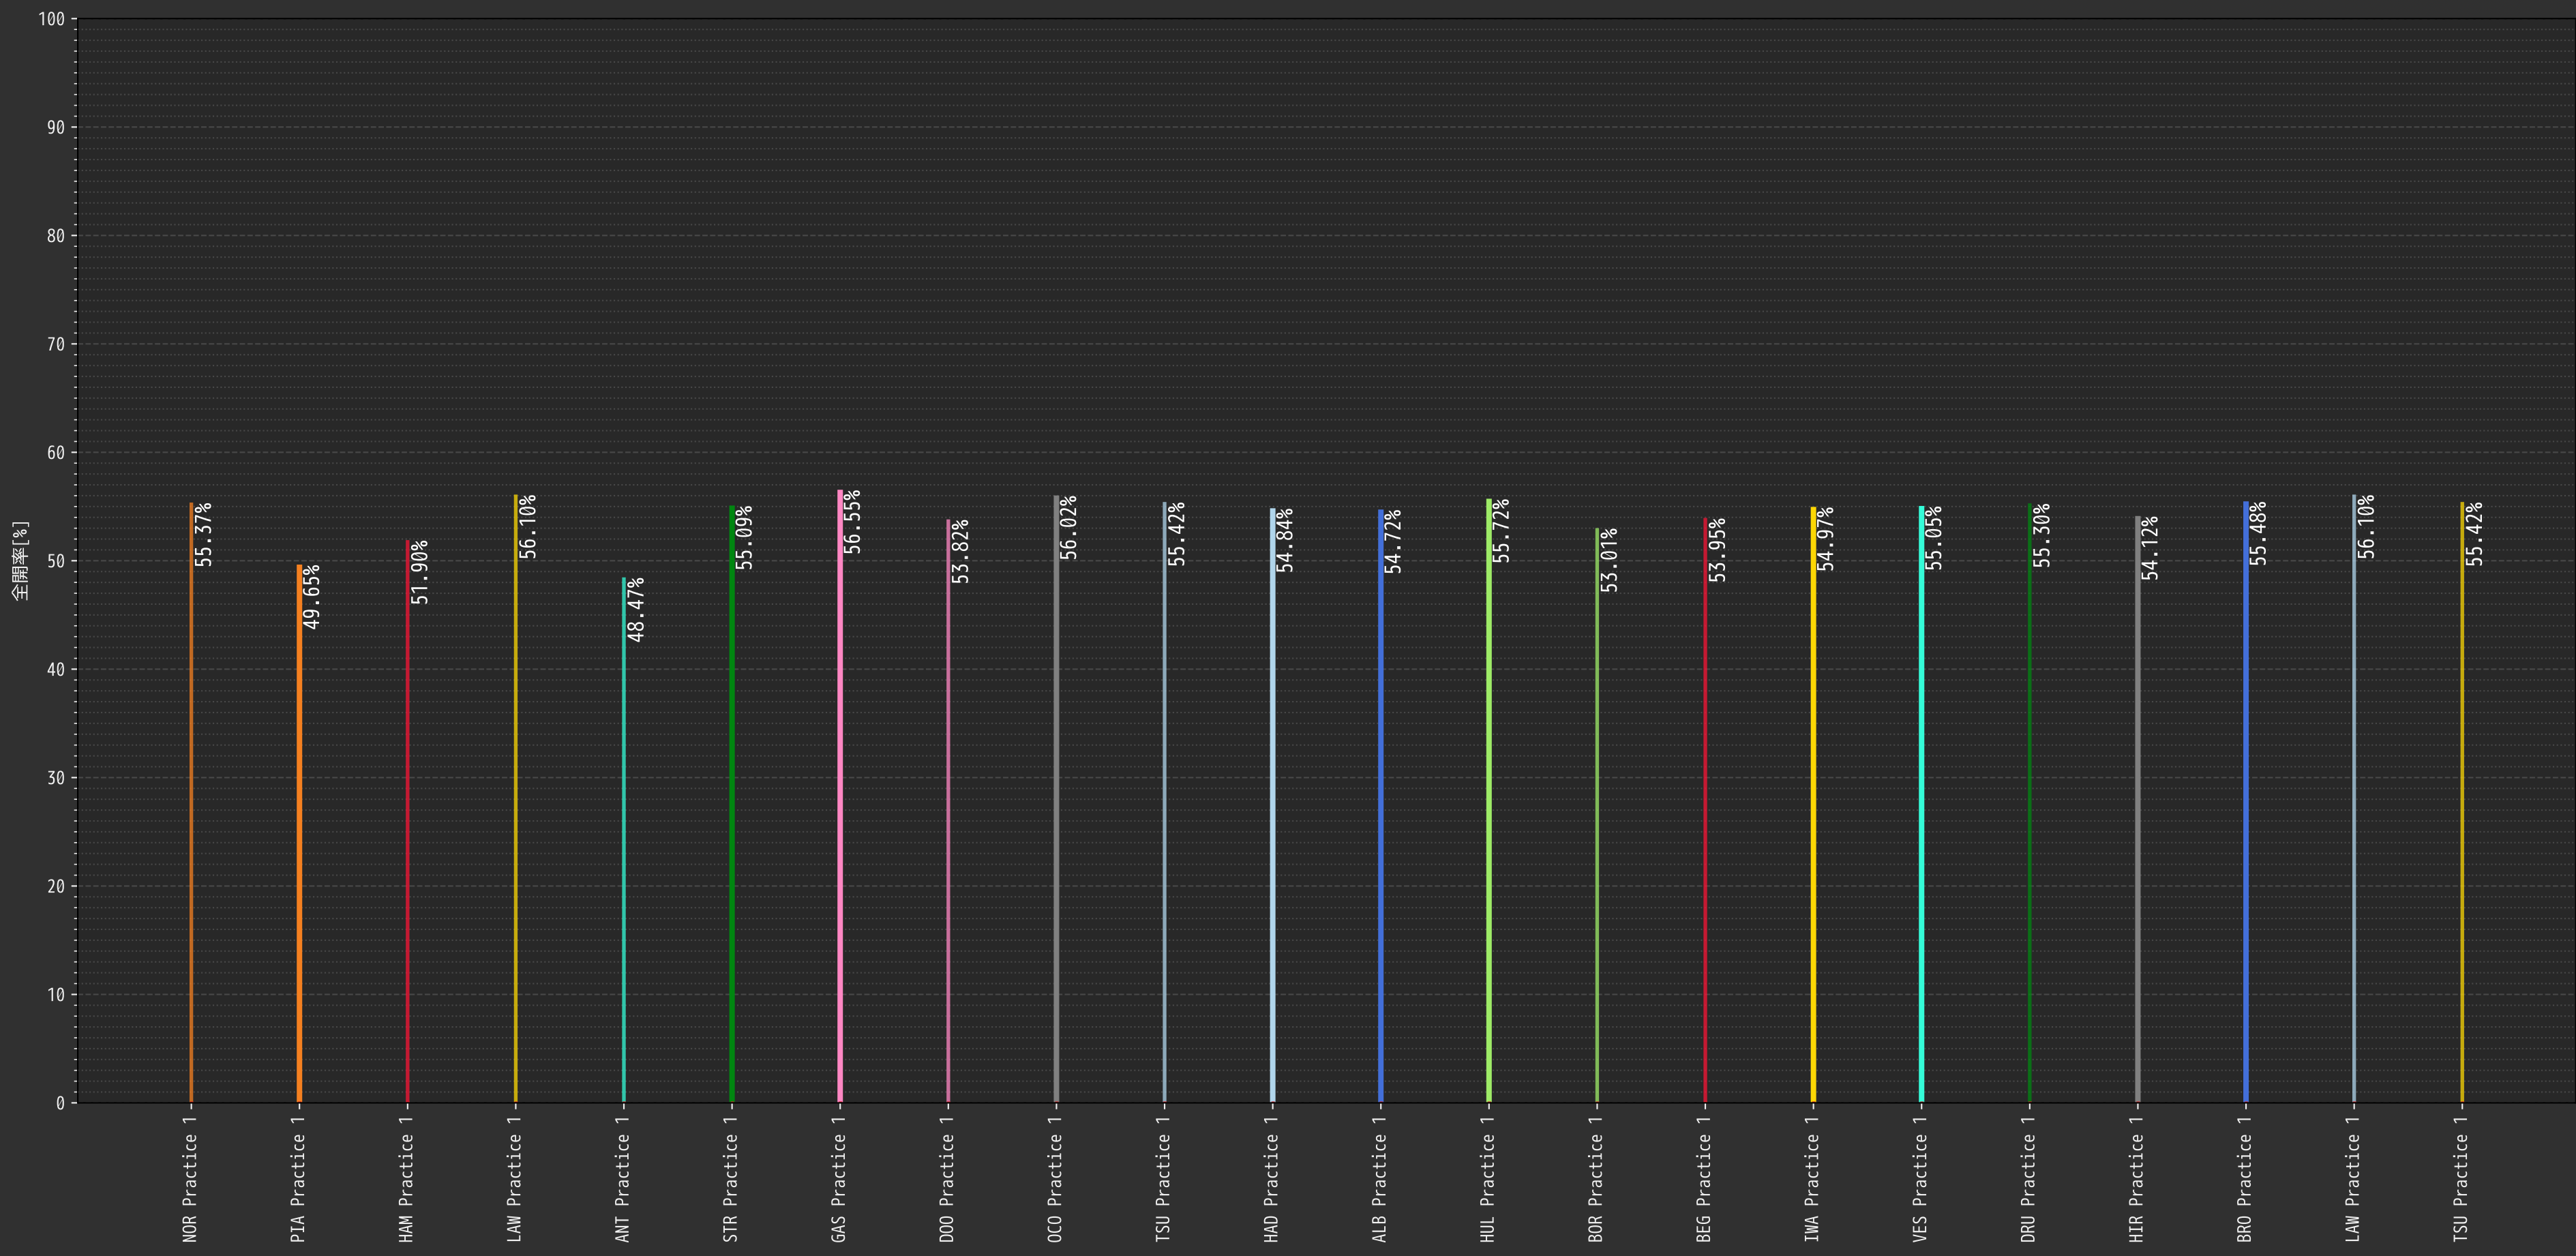 100
90
80
70
60
50
40
30
20
10
0
全開率[%]
55.37%
49.65%
51.90%
56.10%
48.47%
55.09%
56.55%
53.82%
56.02%
55.42%
54.84%
54.72%
55.72%
53.01%
53.95%
54.97%
55.05%
55.30%
54.12%
55.48%
56.10%
55.42%
NOR Practice 1
PIA Practice 1
HAM Practice 1
LAW Practice 1
ANT Practice 1
STR Practice 1
GAS Practice 1
DOO Practice 1
OCO Practice 1
TSU Practice 1
HAD Practice 1
ALB Practice 1
HUL Practice 1
BOR Practice 1
BEG Practice 1
IWA Practice 1
VES Practice 1
DRU Practice 1
HIR Practice 1
BRO Practice 1
LAW Practice 1
TSU Practice 1